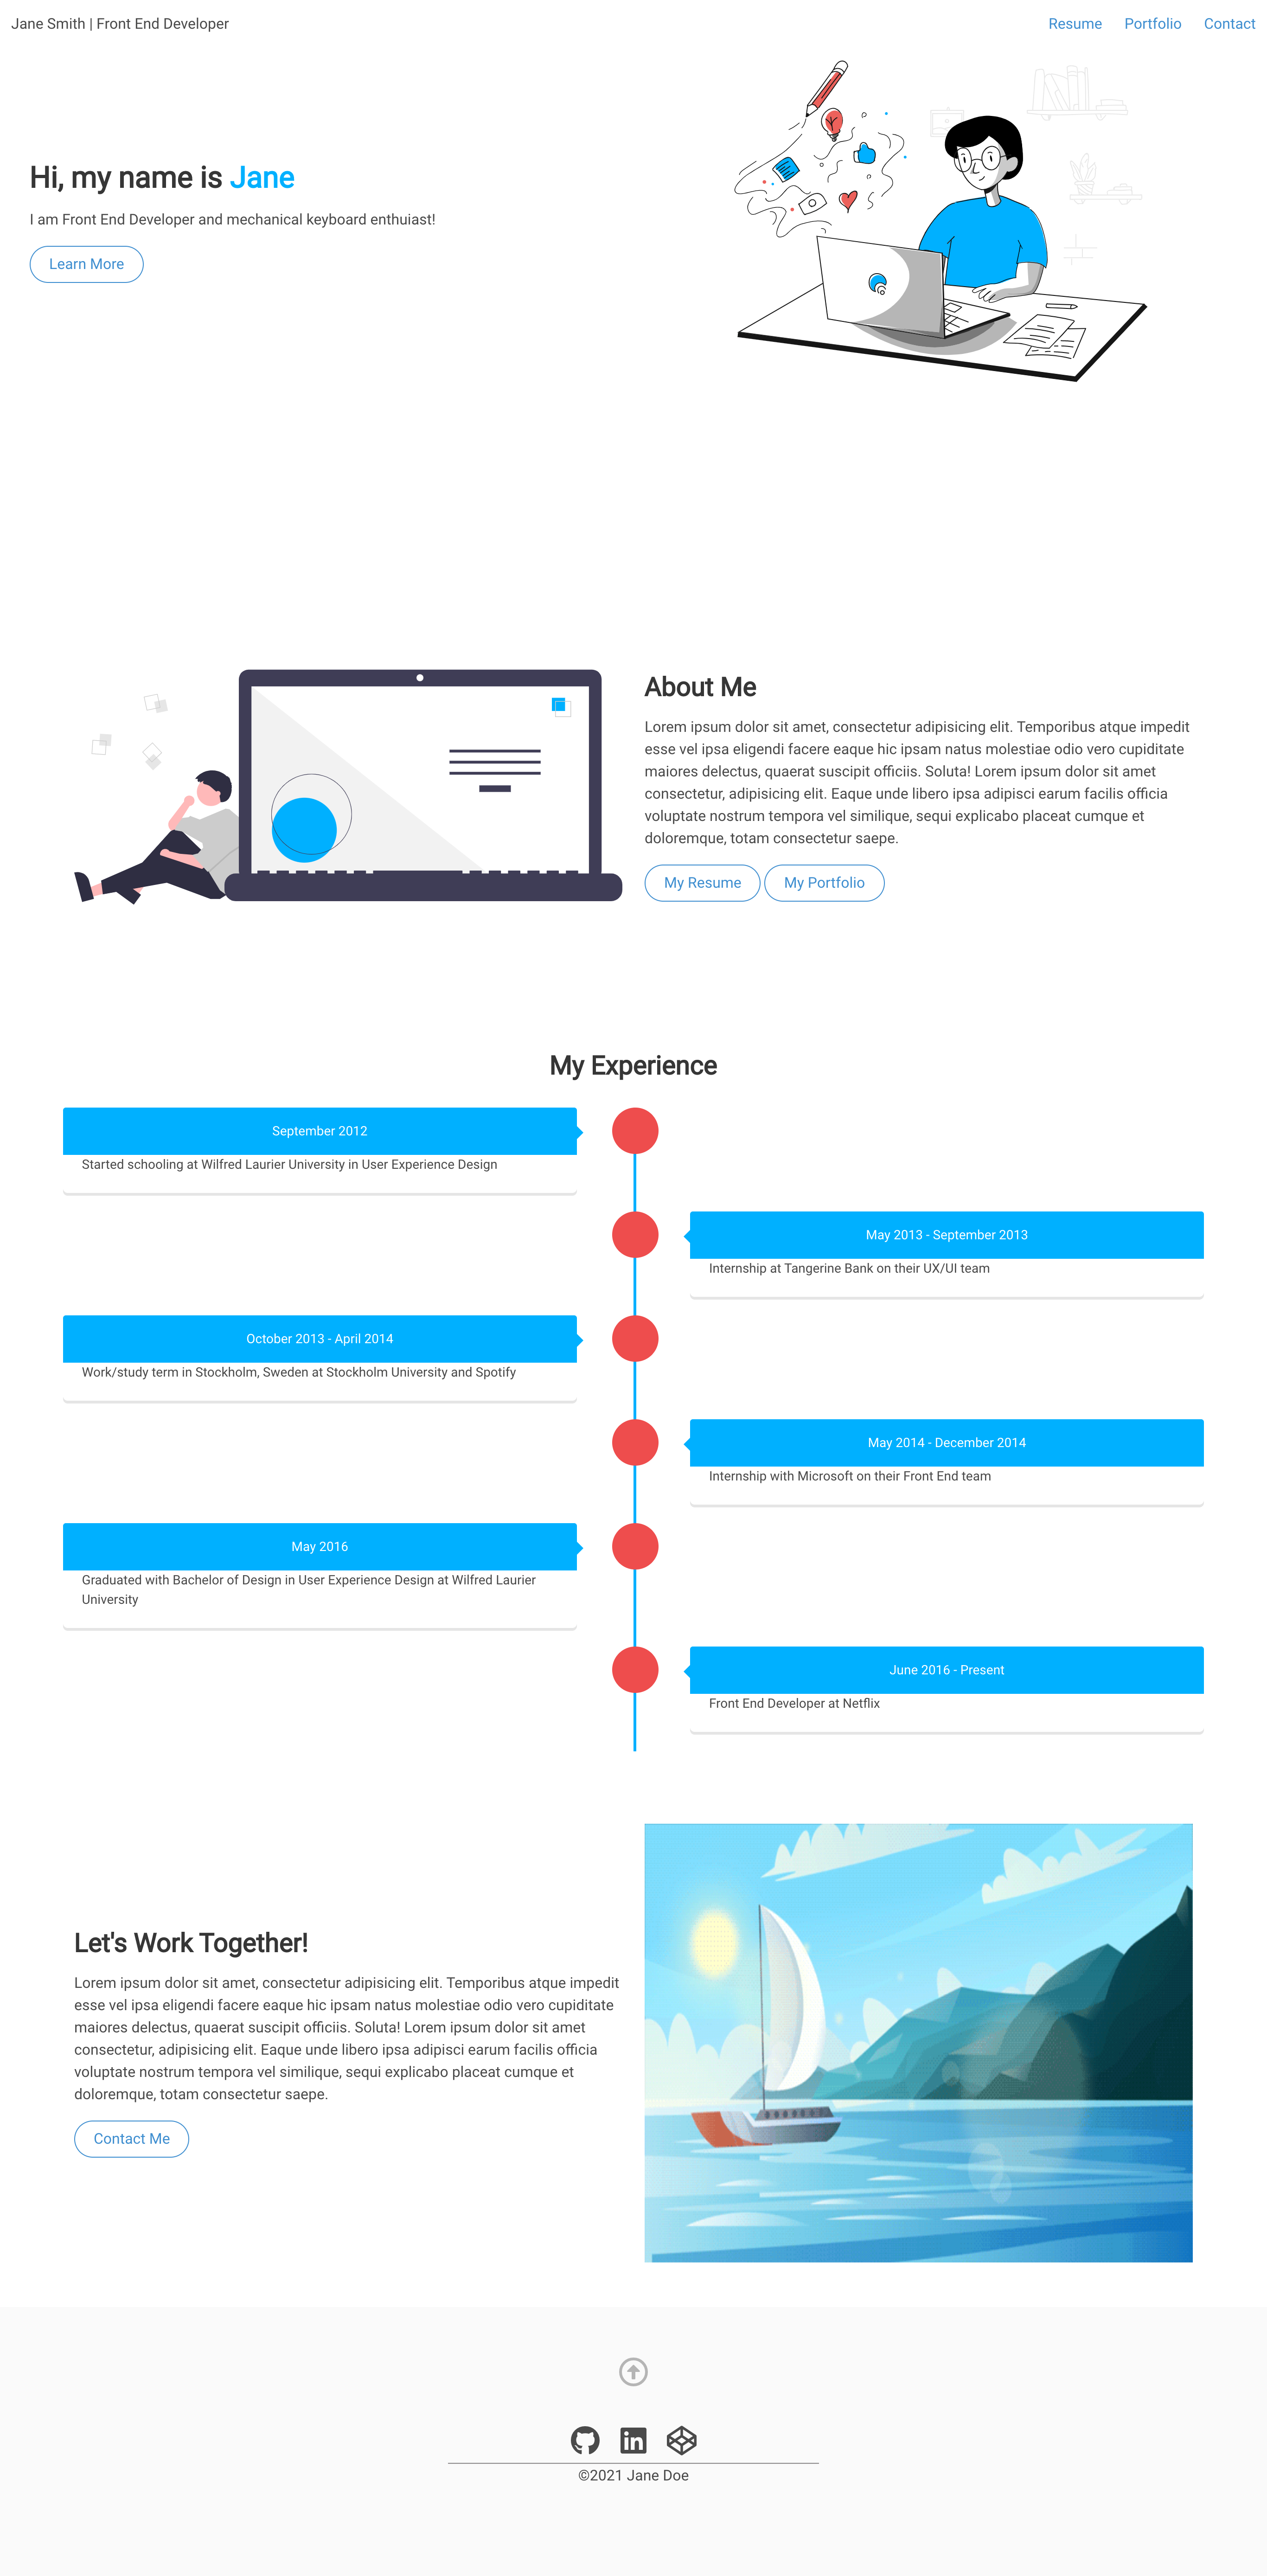 Jane Smith | Front End Developer
Resume
Portfolio
Contact
Hi, my name is Jane
I am Front End Developer and mechanical keyboard enthuiast!
Learn More
About Me
Lorem ipsum dolor sit amet, consectetur adipisicing elit. Temporibus atque impedit
esse vel ipsa eligendi facere eaque hic ipsam natus molestiae odio vero cupiditate
maiores delectus, quaerat suscipit officiis. Soluta! Lorem ipsum dolor sit amet
consectetur, adipisicing elit. Eaque unde libero ipsa adipisci earum facilis officia
voluptate nostrum tempora vel similique, sequi explicabo placeat cumque et
doloremque, totam consectetur saepe.
My Resume
My Portfolio
My Experience
September 2012
Started schooling at Wilfred Laurier University in User Experience Design
May 2013 - September 2013
Internship at Tangerine Bank on their UX/UI team
October 2013 - April 2014
Work/study term in Stockholm, Sweden at Stockholm University and Spotify
May 2014 - December 2014
Internship with Microsoft on their Front End team
May 2016
Graduated with Bachelor of Design in User Experience Design at Wilfred Laurier
University
June 2016 - Present
Front End Developer at Netflix
Let's Work Together!
Lorem ipsum dolor sit amet, consectetur adipisicing elit. Temporibus atque impedit
esse vel ipsa eligendi facere eaque hic ipsam natus molestiae odio vero cupiditate
maiores delectus, quaerat suscipit officiis. Soluta! Lorem ipsum dolor sit amet
consectetur, adipisicing elit. Eaque unde libero ipsa adipisci earum facilis officia
voluptate nostrum tempora vel similique, sequi explicabo placeat cumque et
doloremque, totam consectetur saepe.
Contact Me
in
©2021 Jane Doe